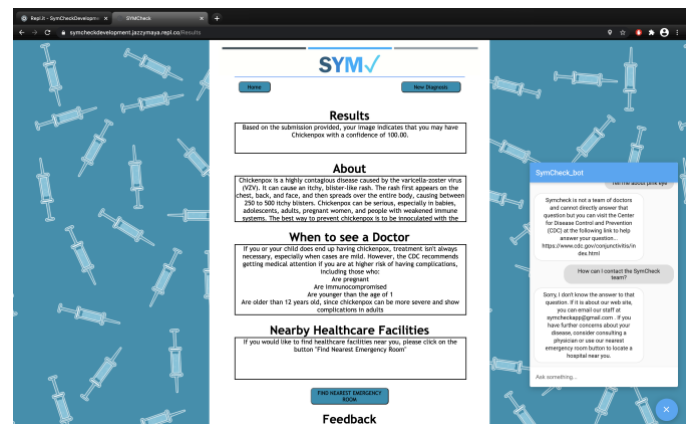 Repl.it - SymCheckDevelopme
SYMCheck
symcheckdevelopment.jazzymaya.repl.co/Results
SYM✓
Home
New Diagnosis
Results
Based on the submission provided, your image indicates that you may have
Chickenpox with a confidence of 100.00.
About
Chickenpox is a highly contagious disease caused by the varicella-zoster virus
(VZV). It can cause an itchy, blister-like rash. The rash first appears on the
chest, back, and face, and then spreads over the entire body, causing between
250 to 500 itchy blisters. Chickenpox can be serious, especially in babies,
adolescents, adults, pregnant women, and people with weakened immune
systems. The best way to prevent chickenpox is to be inoculated with the
When to see a Doctor
If you or your child does end up having chickenpox, treatment isn't always
necessary, especially when cases are mild. However, the CDC recommends
getting medical attention if you are at higher risk of having complications,
including those who:
Are pregnant
Are immunocompromised
Are younger than the age of 1
Are older than 12 years old, since chickenpox can be more severe and show
complications in adults
Nearby Healthcare Facilities
If you would like to find healthcare facilities near you, please click on the
button "Find Nearest Emergency Room"
FIND NEAREST EMERGENCY
ROOM
Feedback
SymCheck_bot
Tell me about pink eye
Symcheck is not a team of doctors
and cannot directly answer that
question but you can visit the Center
for Disease Control and Prevention
(CDC) at the following link to help
answer your question...
https://www.cdc.gov/conjunctivitis/in
dex.html
How can I contact the SymCheck
team?
Sorry, I don't know the answer to that
question. If it is about our web site,
you can email our staff at
symcheckapp@gmail.com . If you
have further concerns about your
disease, consider consulting a
physician or use our nearest
emergency room button to locate a
hospital near you.
Ask something...